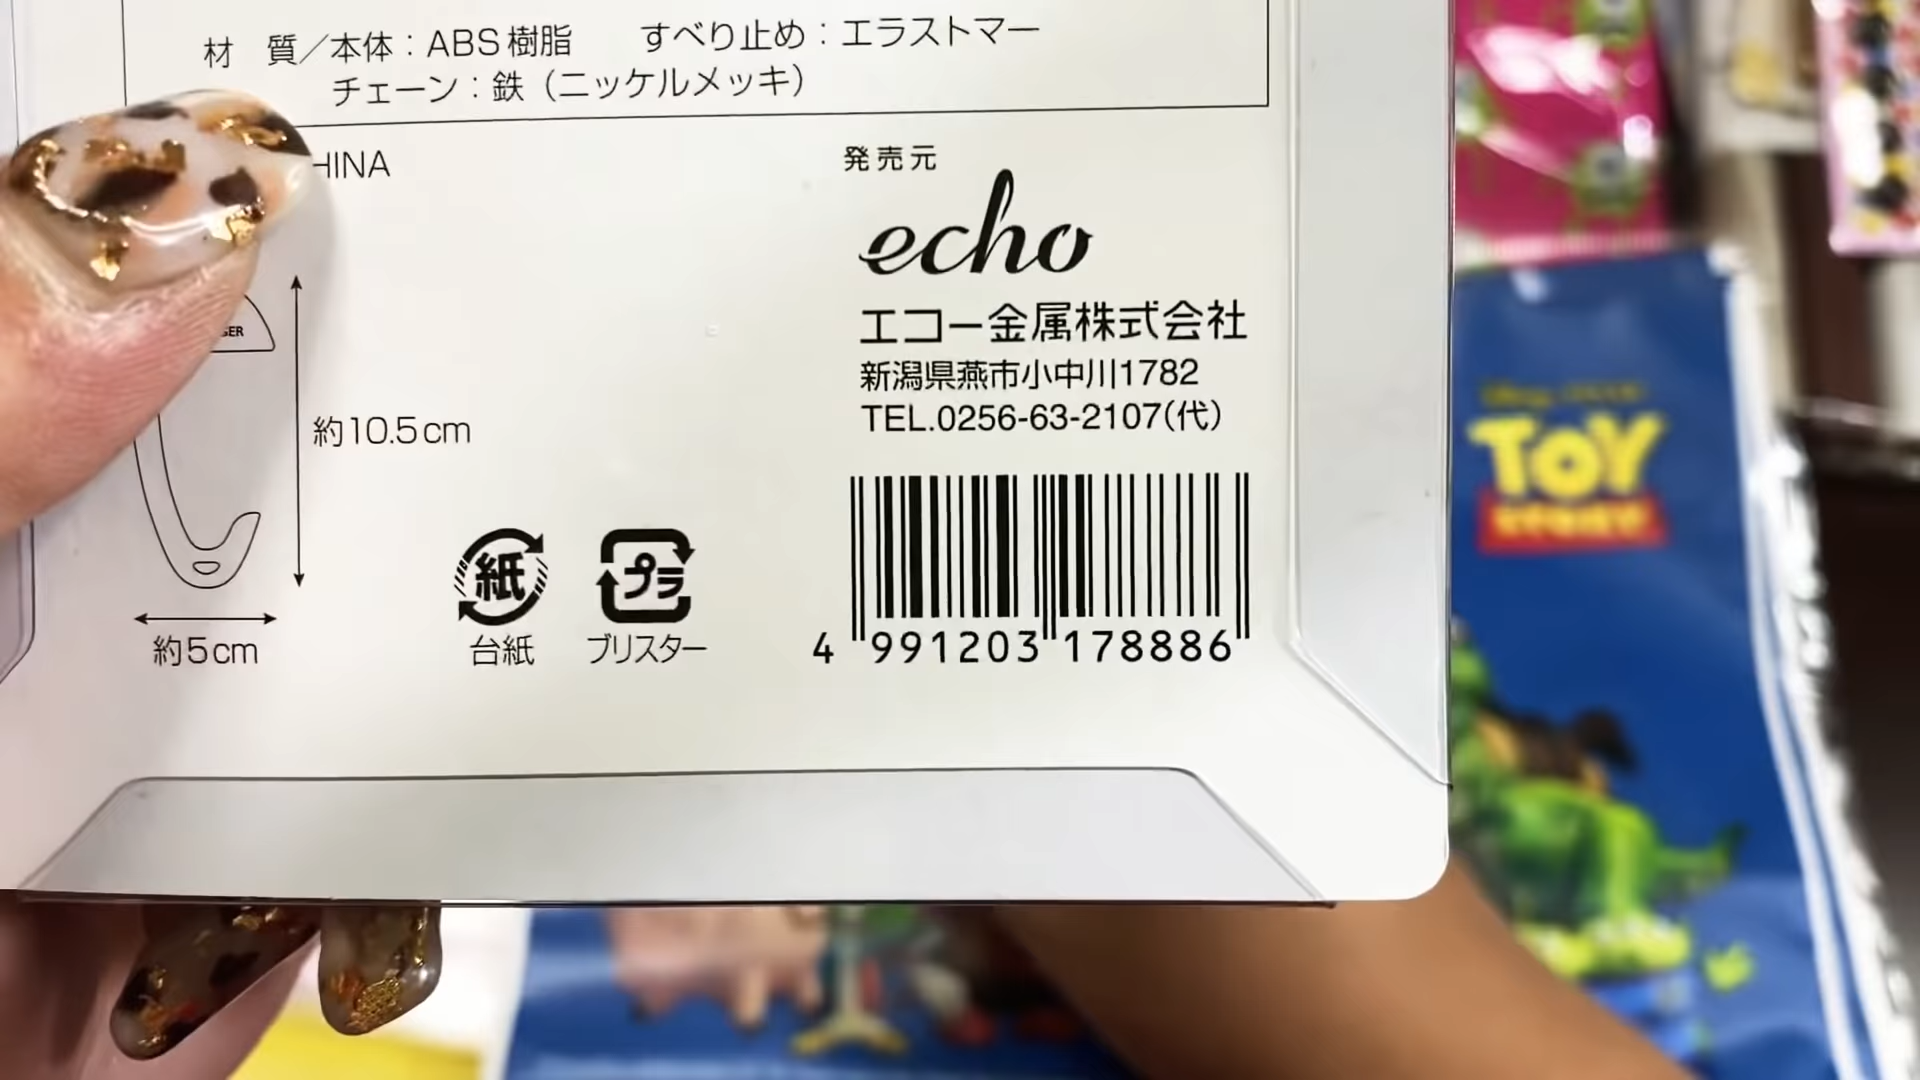 材 質／本体：ABS樹脂 すべり止め：エラストマー
チェーン：鉄（ニッケルメッキ）
HINA
発売元
echo
エコー金属株式会社
新潟県燕市小中川1782
TEL.0256-63-2107(代)
GER
約10.5cm
約5cm
紙
台紙
プラ
ブリスター
4 991203 178886
TOY
STORY